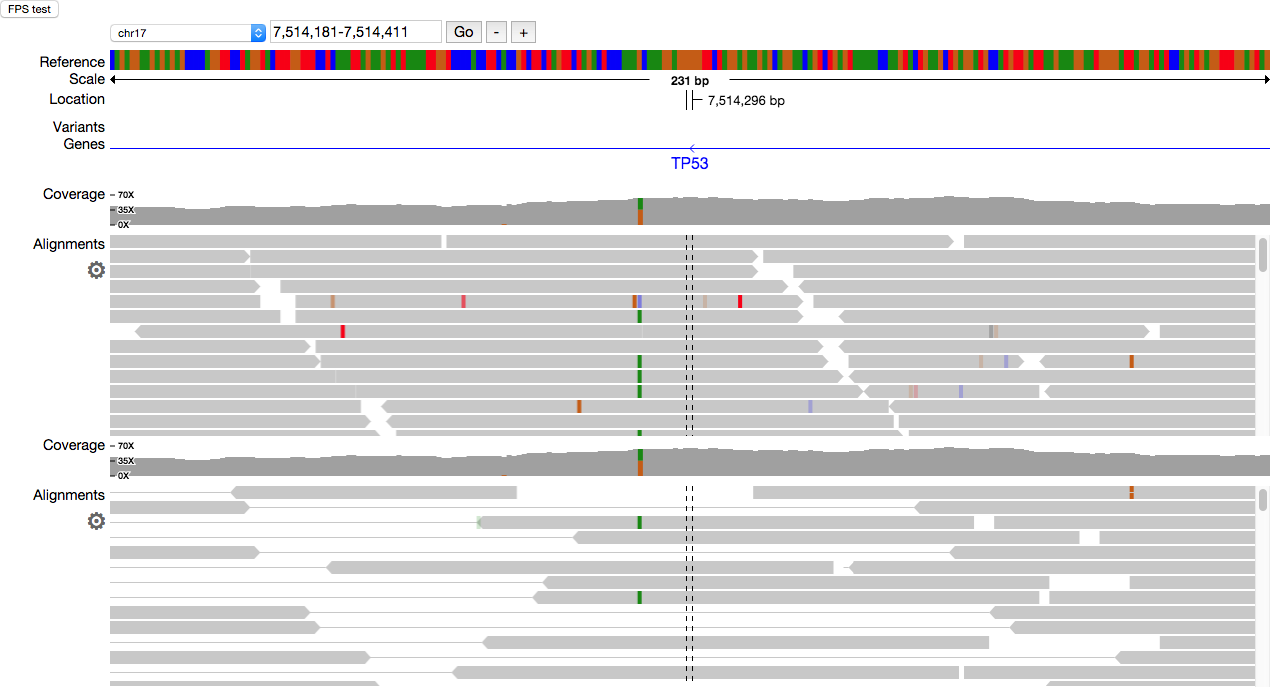 FPS test
chr17 7,514,181-7,514,411 Go - +
Reference
Scale 231 bp
Location 7,514,296 bp
Variants
Genes
TP53
Coverage 70X
35X
0X
Alignments
Coverage 70X
35X
0X
Alignments